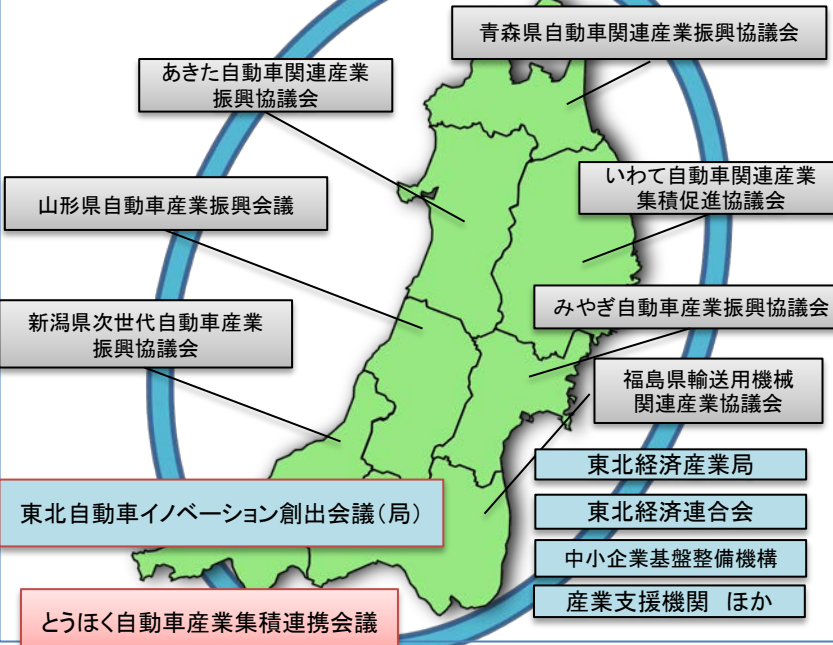 青森県自動車関連産業振興協議会
あきた自動車関連産業
振興協議会
いわて自動車関連産業
集積促進協議会
山形県自動車産業振興会議
みやぎ自動車産業振興協議会
新潟県次世代自動車産業
振興協議会
福島県輸送用機械
関連産業協議会
東北経済産業局
東北自動車イノベーション創出会議(局)
東北経済連合会
中小企業基盤整備機構
産業支援機関 ほか
とうほく自動車産業集積連携会議